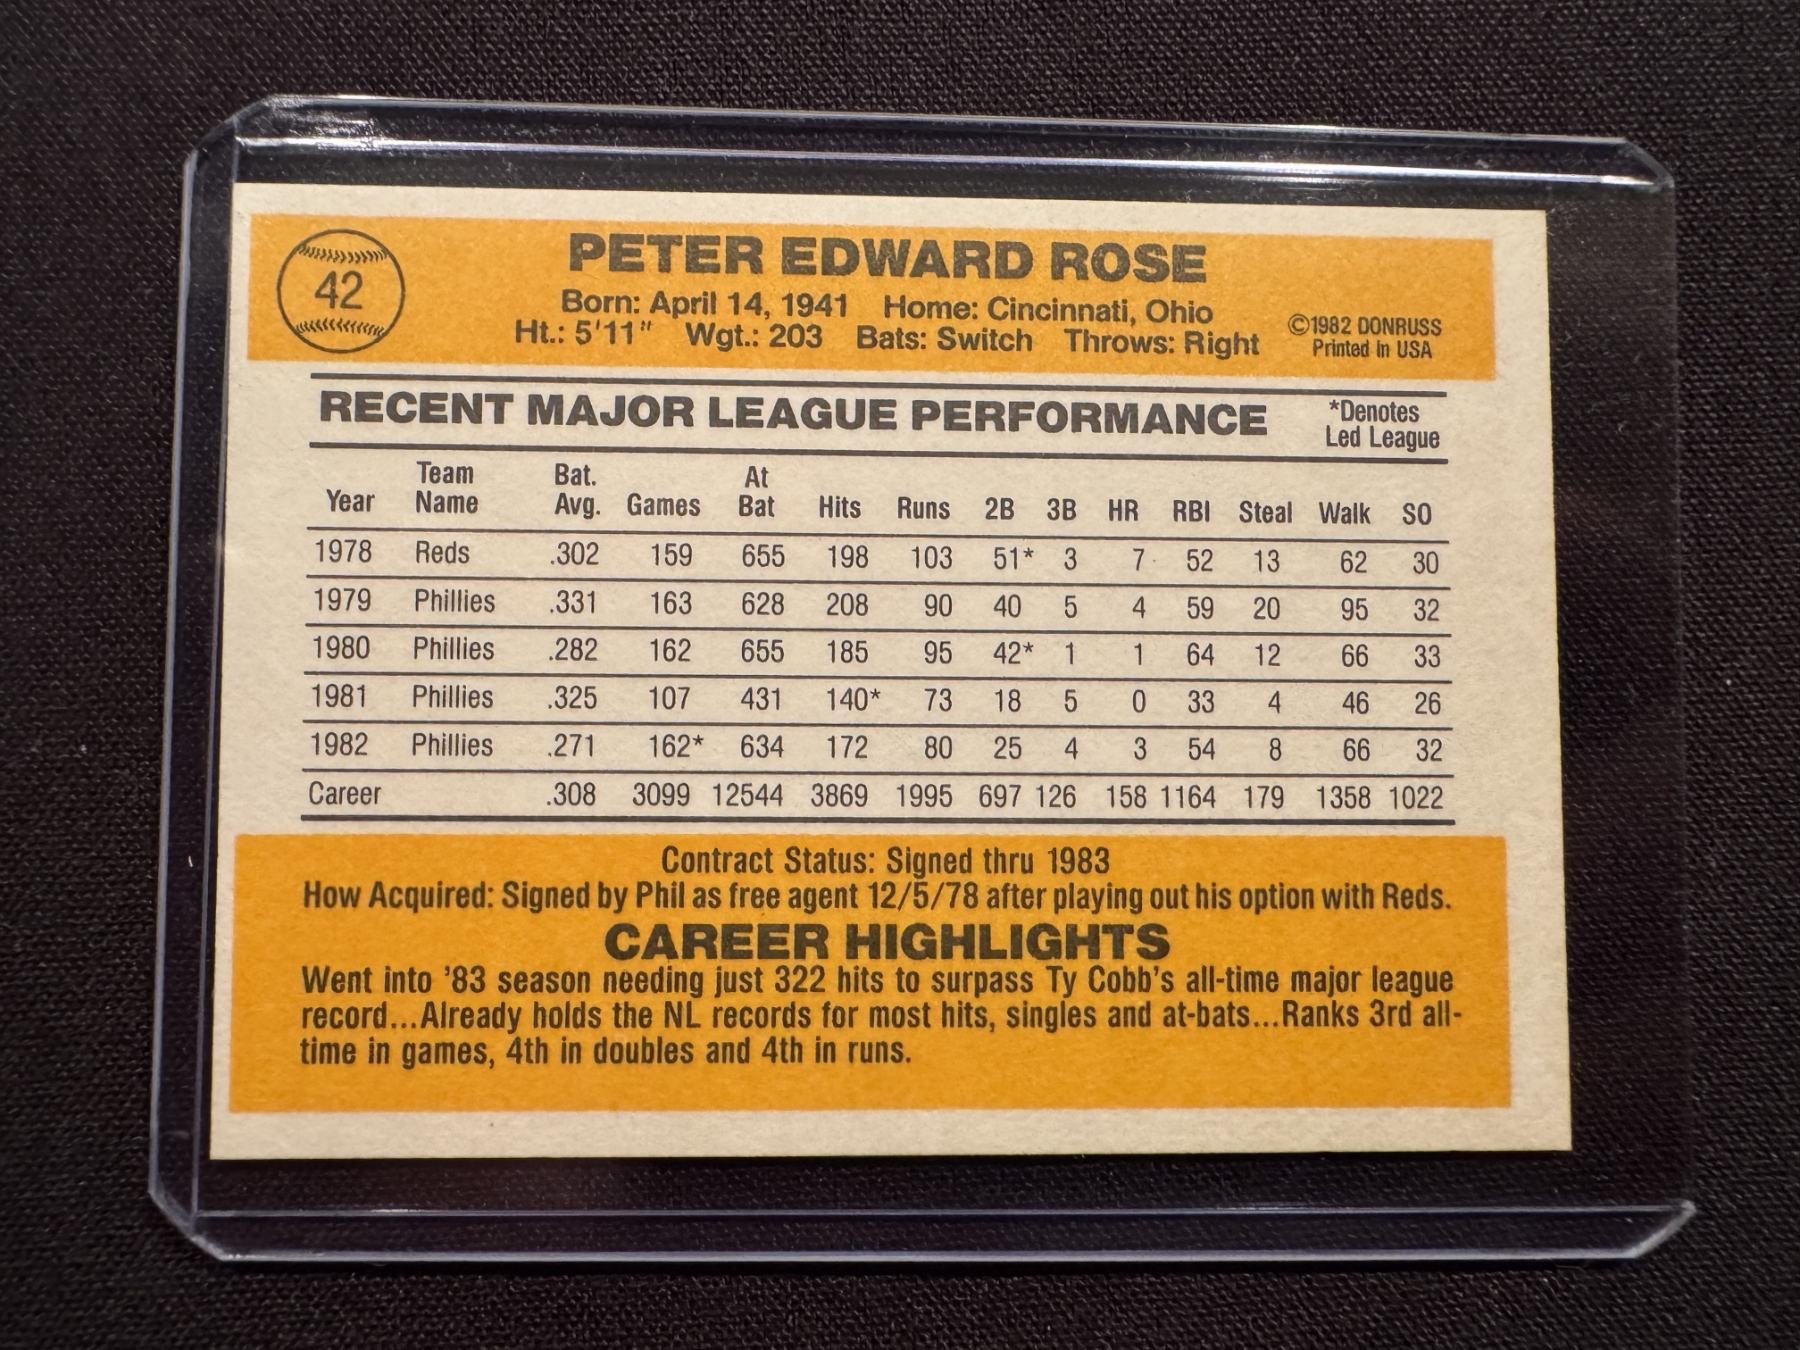 42
PETER EDWARD ROSE
Born: April 14, 1941 Home: Cincinnati, Ohio
Ht.: 5'11" Wgt.: 203 Bats: Switch Throws: Right
©1982 DONRUSS
Printed in USA
RECENT MAJOR LEAGUE PERFORMANCE
*Denotes
Led League
Year Team Name Bat. Avg. Games At Bat Hits Runs 2B 3B HR RBI Steal Walk SO
1978 Reds .302 159 655 198 103 51* 3 7 52 13 62 30
1979 Phillies .331 163 628 208 90 40 5 4 59 20 95 32
1980 Phillies .282 162 655 185 95 42* 1 1 64 12 66 33
1981 Phillies .325 107 431 140* 73 18 5 0 33 4 46 26
1982 Phillies .271 162* 634 172 80 25 4 3 54 8 66 32
Career .308 3099 12544 3869 1995 697 126 158 1164 179 1358 1022
Contract Status: Signed thru 1983
How Acquired: Signed by Phil as free agent 12/5/78 after playing out his option with Reds.
CAREER HIGHLIGHTS
Went into '83 season needing just 322 hits to surpass Ty Cobb's all-time major league
record...Already holds the NL records for most hits, singles and at-bats...Ranks 3rd all-
time in games, 4th in doubles and 4th in runs.